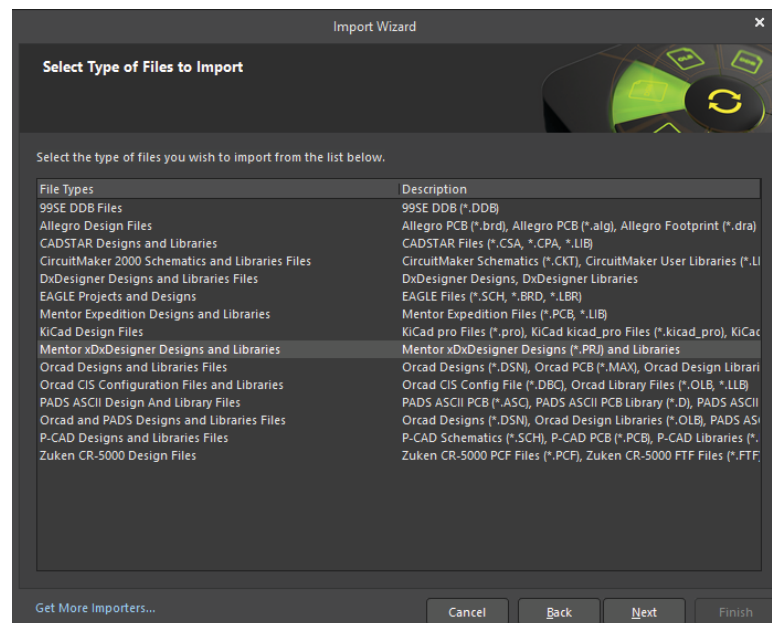 Import Wizard
Select Type of Files to Import
Select the type of files you wish to import from the list below.
File Types Description
99SE DDB Files 99SE DDB (*.DDB)
Allegro Design Files Allegro PCB (*.brd), Allegro PCB (*.alg), Allegro Footprint (*.dra)
CADSTAR Designs and Libraries CADSTAR Files (*.CSA, *.CPA, *.LIB)
CircuitMaker 2000 Schematics and Libraries Files CircuitMaker Schematics (*.CKT), CircuitMaker User Libraries (*.LI
DxDesigner Designs and Libraries Files DxDesigner Designs, DxDesigner Libraries
EAGLE Projects and Designs EAGLE Files (*.SCH, *.BRD, *.LBR)
Mentor Expedition Designs and Libraries Mentor Expedition Files (*.PCB, *.LIB)
KiCad Design Files KiCad pro Files (*.pro), KiCad kicad_pro Files (*.kicad_pro), KiCad
Mentor xDxDesigner Designs and Libraries Mentor xDxDesigner Designs (*.PRJ) and Libraries
Orcad Designs and Libraries Files Orcad Designs (*.DSN), Orcad PCB (*.MAX), Orcad Design Librari
Orcad CIS Configuration Files and Libraries Orcad CIS Config File (*.DBC), Orcad Library Files (*.OLB, *.LLB)
PADS ASCII Design And Library Files PADS ASCII PCB (*.ASC), PADS ASCII PCB Library (*.D), PADS ASCII
Orcad and PADS Designs and Libraries Files Orcad Designs (*.DSN), Orcad Design Libraries (*.OLB), PADS AS
P-CAD Designs and Libraries Files P-CAD Schematics (*.SCH), P-CAD PCB (*.PCB), P-CAD Libraries (*.
Zuken CR-5000 Design Files Zuken CR-5000 PCF Files (*.PCF), Zuken CR-5000 FTF Files (*.FTF
Get More Importers...
Cancel Back Next Finish